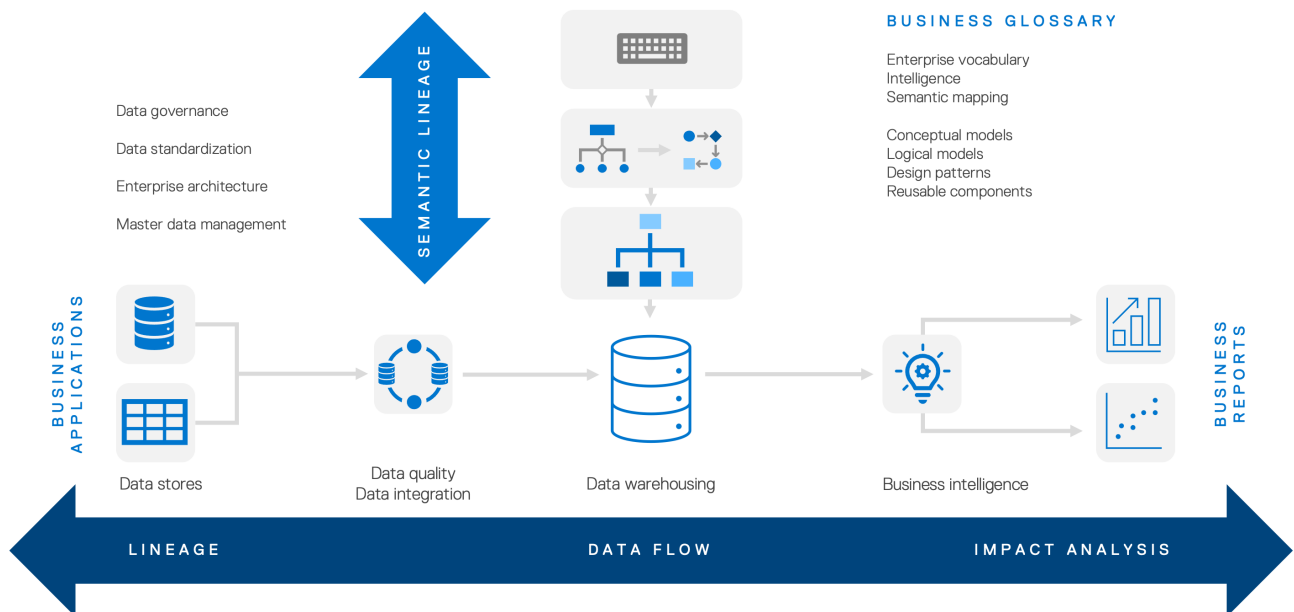 BUSINESS GLOSSARY
Enterprise vocabulary
Intelligence
Semantic mapping
Conceptual models
Logical models
Design patterns
Reusable components
SEMANTIC LINEAGE
Data governance
Data standardization
Enterprise architecture
Master data management
BUSINESS
APPLICATIONS
BUSINESS
REPORTS
Data stores
Data quality
Data integration
Data warehousing
Business intelligence
LINEAGE
DATA FLOW
IMPACT ANALYSIS